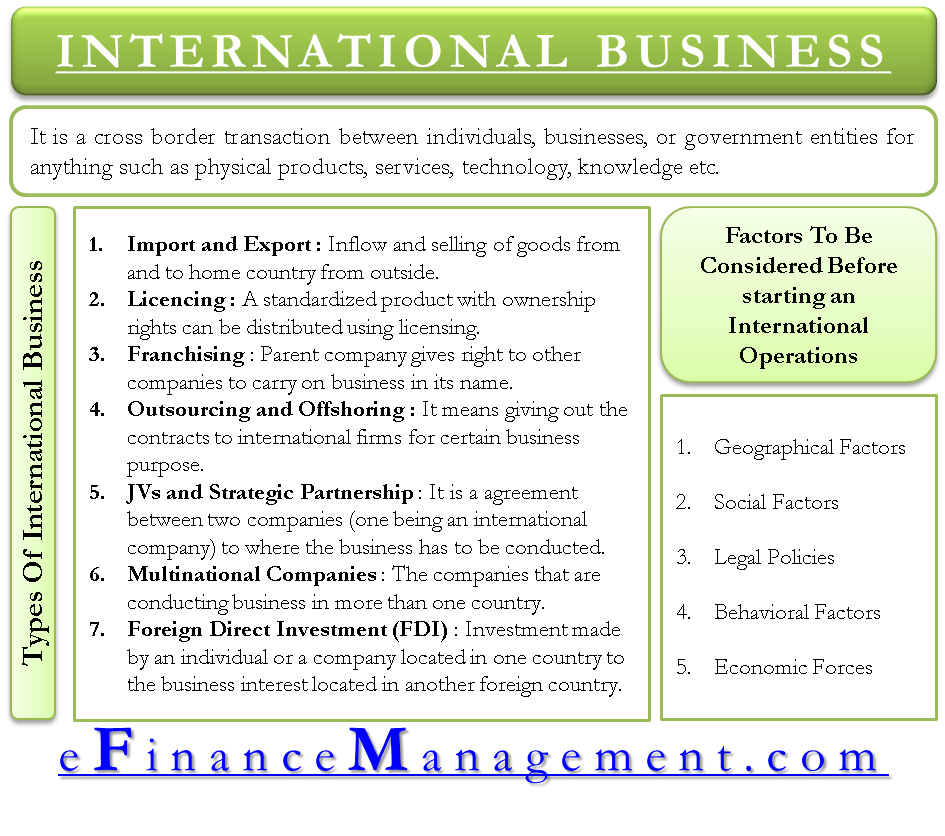 INTERNATIONAL BUSINESS
It is a cross border transaction between individuals, businesses, or government entities for
anything such as physical products, services, technology, knowledge etc.
Types Of International Business
1. Import and Export : Inflow and selling of goods from
and to home country from outside.
2. Licencing : A standardized product with ownership
rights can be distributed using licensing.
3. Franchising : Parent company gives right to other
companies to carry on business in its name.
4. Outsourcing and Offshoring : It means giving out the
contracts to international firms for certain business
purpose.
5. JVs and Strategic Partnership : It is a agreement
between two companies (one being an international
company) to where the business has to be conducted.
6. Multinational Companies : The companies that are
conducting business in more than one country.
7. Foreign Direct Investment (FDI) : Investment made
by an individual or a company located in one country to
the business interest located in another foreign country.
Factors To Be
Considered Before
starting an
International
Operations
1. Geographical Factors
2. Social Factors
3. Legal Policies
4. Behavioral Factors
5. Economic Forces
eFinanceManagement.com